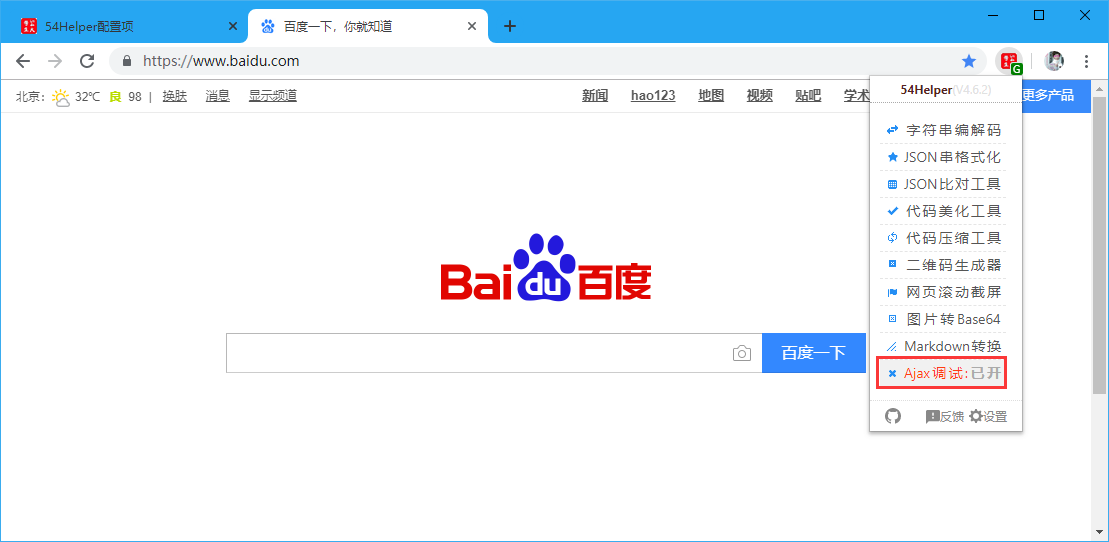 54Helper配置项
百度一下，你就知道
https://www.baidu.com
G
北京: 32℃ 良 98 | 换肤 消息 显示频道
新闻 hao123 地图 视频 贴吧 学术
更多产品
54Helper(V4.6.2)
字符串编解码
JSON串格式化
JSON比对工具
代码美化工具
代码压缩工具
二维码生成器
网页滚动截屏
图片转Base64
Markdown转换
Ajax调试:已开
反馈 设置
Baidu百度
百度一下